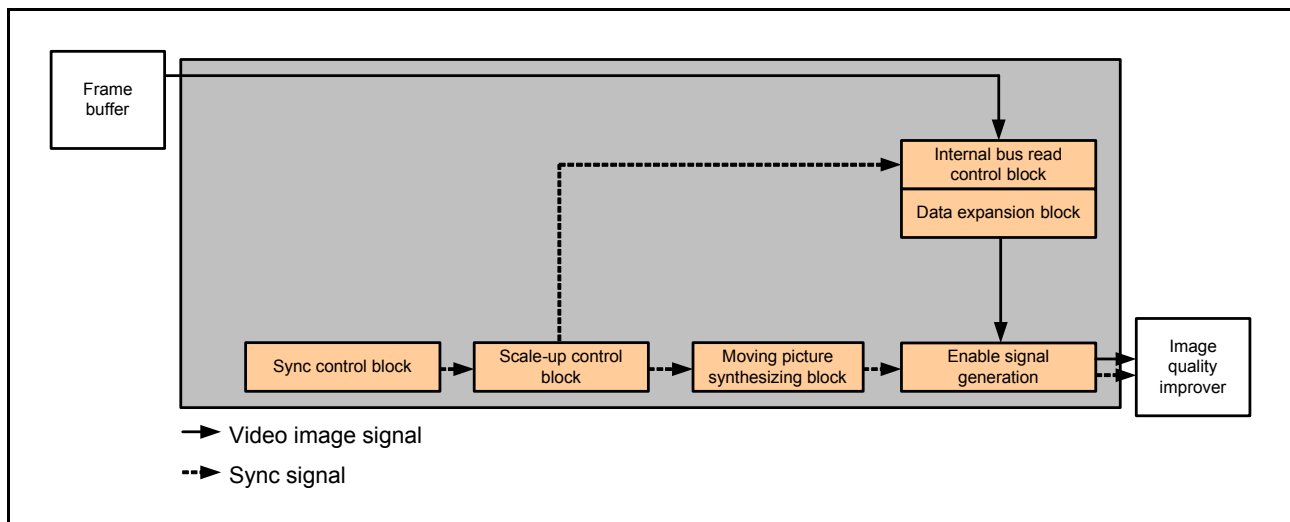 Frame
buffer
Internal bus read
control block
Data expansion block
Sync control block
Scale-up control
block
Moving picture
synthesizing block
Enable signal
generation
Image
quality
improver
Video image signal
Sync signal